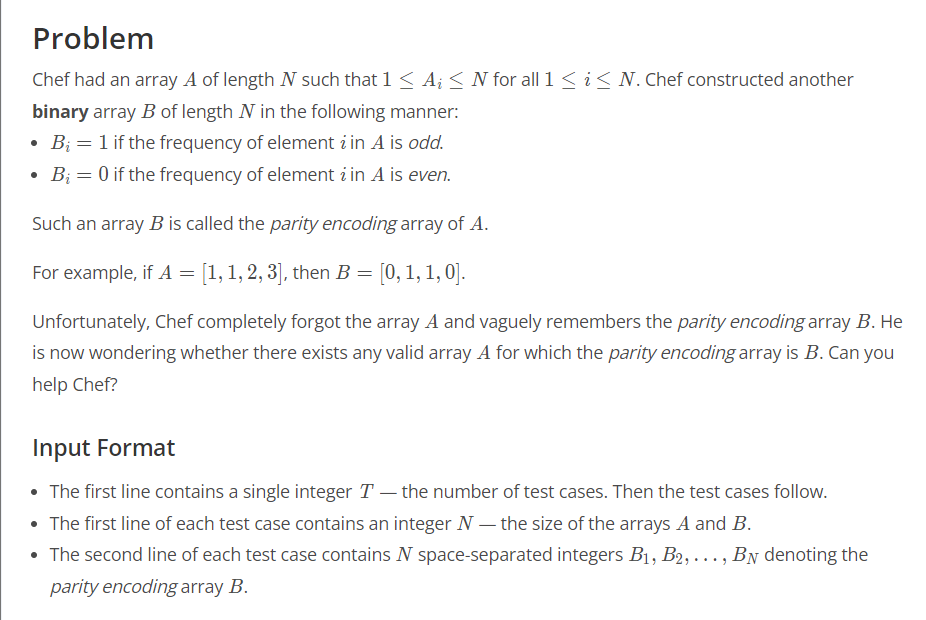 Problem
Chef had an array A of length N such that 1 ≤ A_i ≤ N for all 1 ≤ i ≤ N. Chef constructed another
binary array B of length N in the following manner:
• B_i = 1 if the frequency of element i in A is odd.
• B_i = 0 if the frequency of element i in A is even.
Such an array B is called the parity encoding array of A.
For example, if A = [1, 1, 2, 3], then B = [0, 1, 1, 0].
Unfortunately, Chef completely forgot the array A and vaguely remembers the parity encoding array B. He
is now wondering whether there exists any valid array A for which the parity encoding array is B. Can you
help Chef?
Input Format
• The first line contains a single integer T — the number of test cases. Then the test cases follow.
• The first line of each test case contains an integer N — the size of the arrays A and B.
• The second line of each test case contains N space-separated integers B_1, B_2, . . . , B_N denoting the
parity encoding array B.